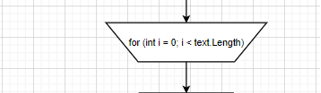 for (int i = 0; i < text.Length)